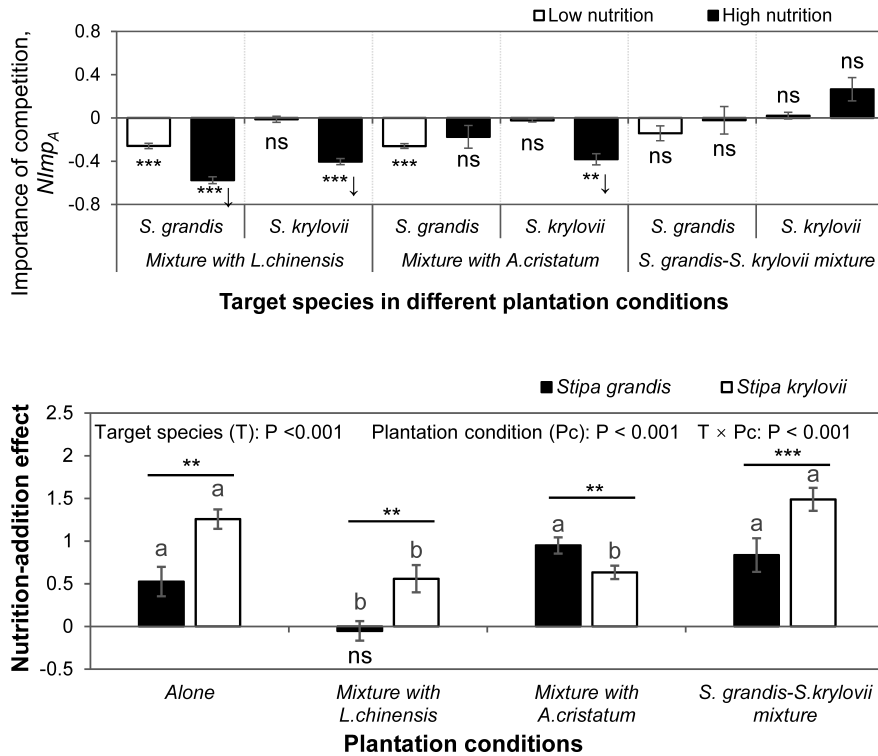 Low nutrition High nutrition
Importance of competition,
NImp_A
0.8
0.4
0
-0.4
-0.8
*** ***↓ ns ***↓ *** ns ns **↓ ns ns ns ns
S. grandis S. krylovii S. grandis S. krylovii S. grandis S. krylovii
Mixture with L.chinensis Mixture with A.cristatum S. grandis-S. krylovii mixture
Target species in different plantation conditions
Stipa grandis Stipa krylovii
Nutrition-addition effect
2.5
2
1.5
1
0.5
0
-0.5
Target species (T): P <0.001 Plantation condition (Pc): P < 0.001 T × Pc: P < 0.001
** ** ** ***
a a b b a b a a
ns
Alone Mixture with Mixture with S. grandis-S.krylovii
L.chinensis A.cristatum mixture
Plantation conditions